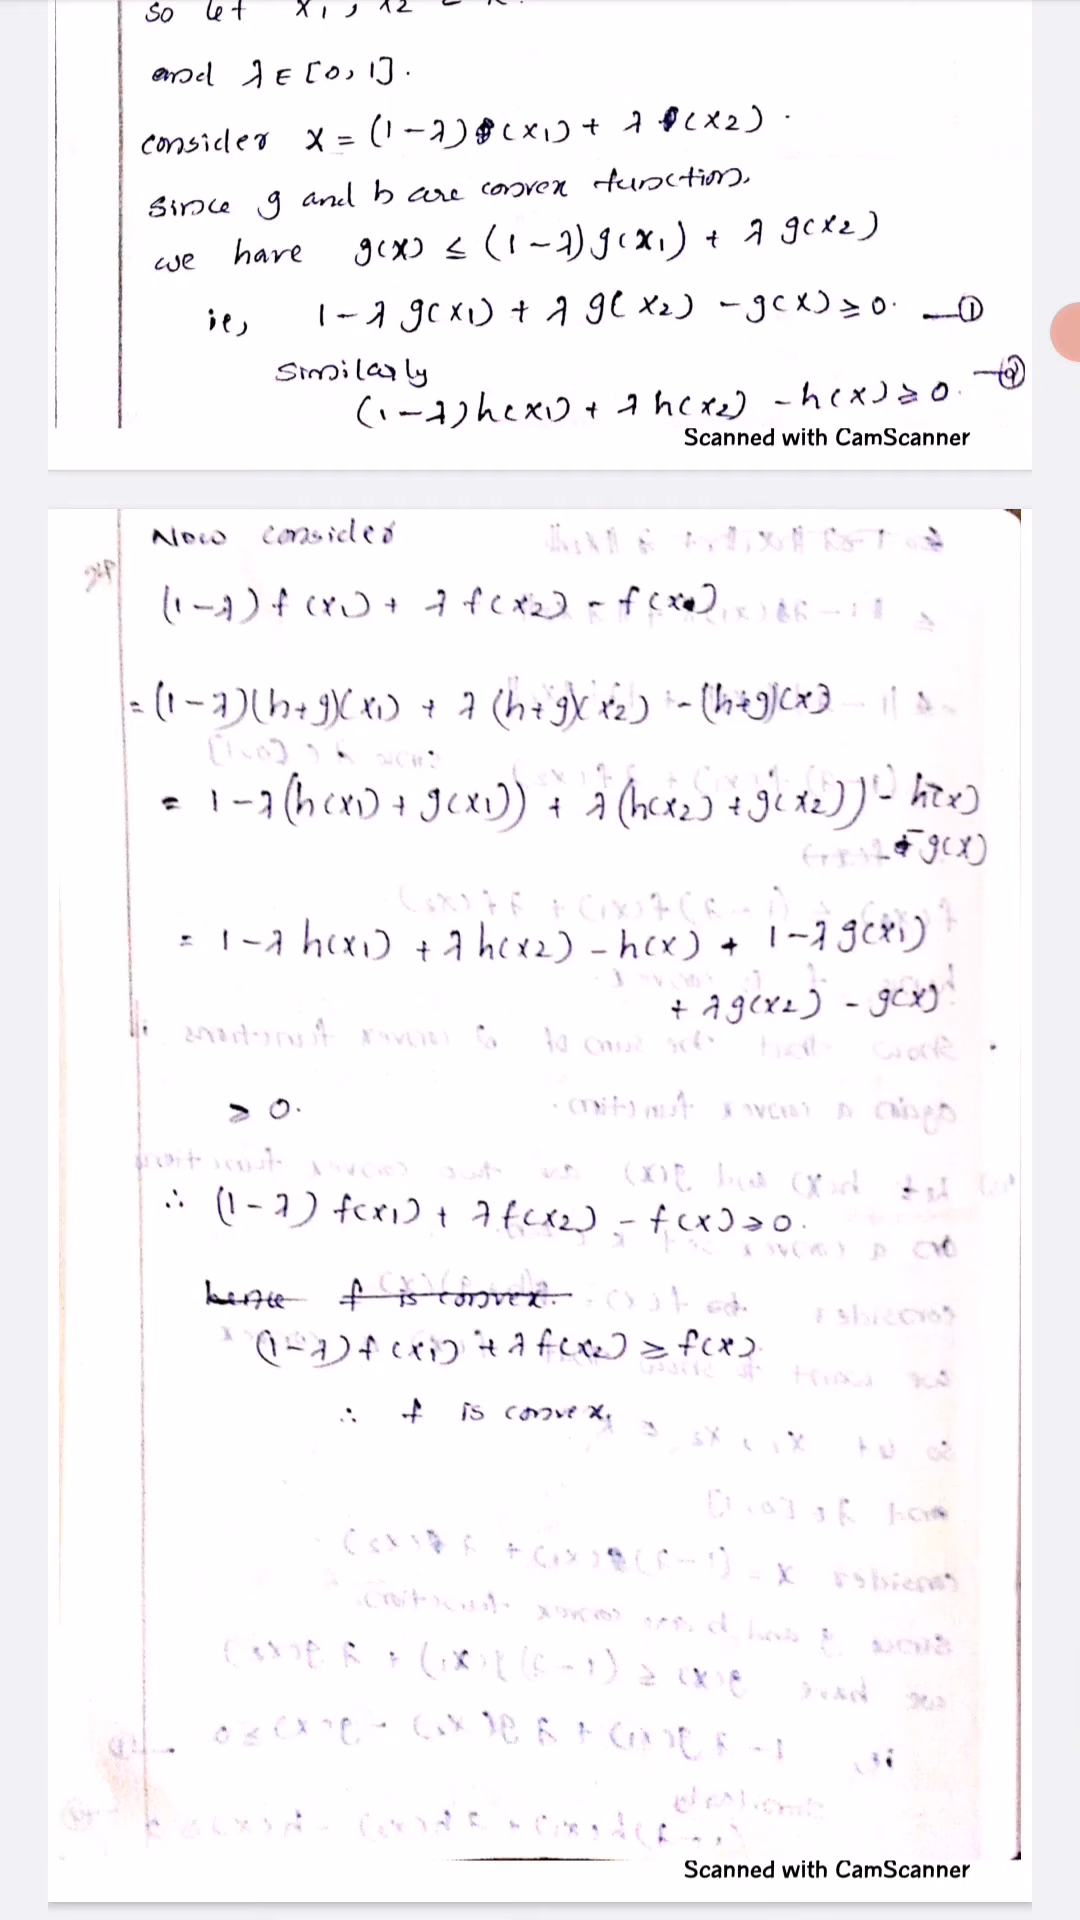 so let x1, x2
and λ ∈ [0, 1].
consider x = (1-λ)(x1) + λ(x2).
since g and h are convex function.
we have g(x) ≤ (1-λ)g(x1) + λ g(x2)
ie, 1-λ g(x1) + λ g(x2) - g(x) ≥ 0. —①
Similarly
(1-λ)h(x1) + λ h(x2) - h(x) ≥ 0. —②
Scanned with CamScanner
Now consider
(1-λ)f(x1) + λ f(x2) - f(x)
= (1-λ)(h+g)(x1) + λ (h+g)(x2) - (h+g)(x)
= 1-λ(h(x1) + g(x1)) + λ(h(x2) + g(x2)) - h(x)
- g(x)
= 1-λ h(x1) + λ h(x2) - h(x) + 1-λ g(x1)
+ λg(x2) - g(x)
≥ 0.
∴ (1-λ) f(x1) + λ f(x2) - f(x) ≥ 0.
hence f is convex.
(1-λ) f(x1) + λ f(x2) ≥ f(x)
∴ f is convex,
Scanned with CamScanner